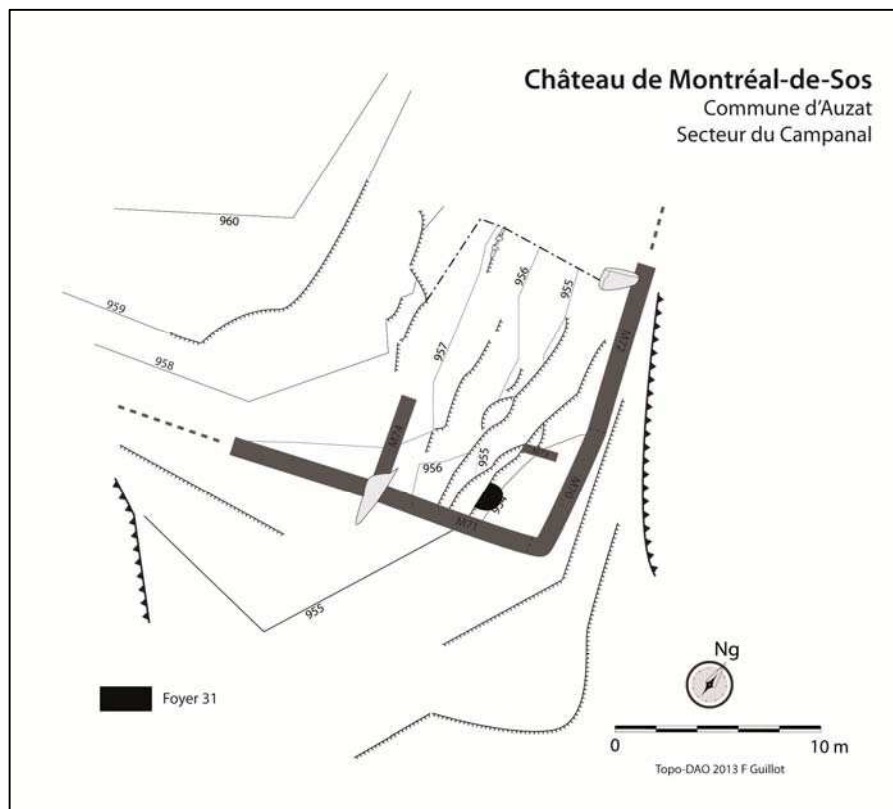 Château de Montréal-de-Sos
Commune d'Auzat
Secteur du Campanal
960
959
958
957
956
955
M72
M74
956
955
M70
M71
955
Foyer 31
Ng
0 10 m
Topo-DAO 2013 F Guillot